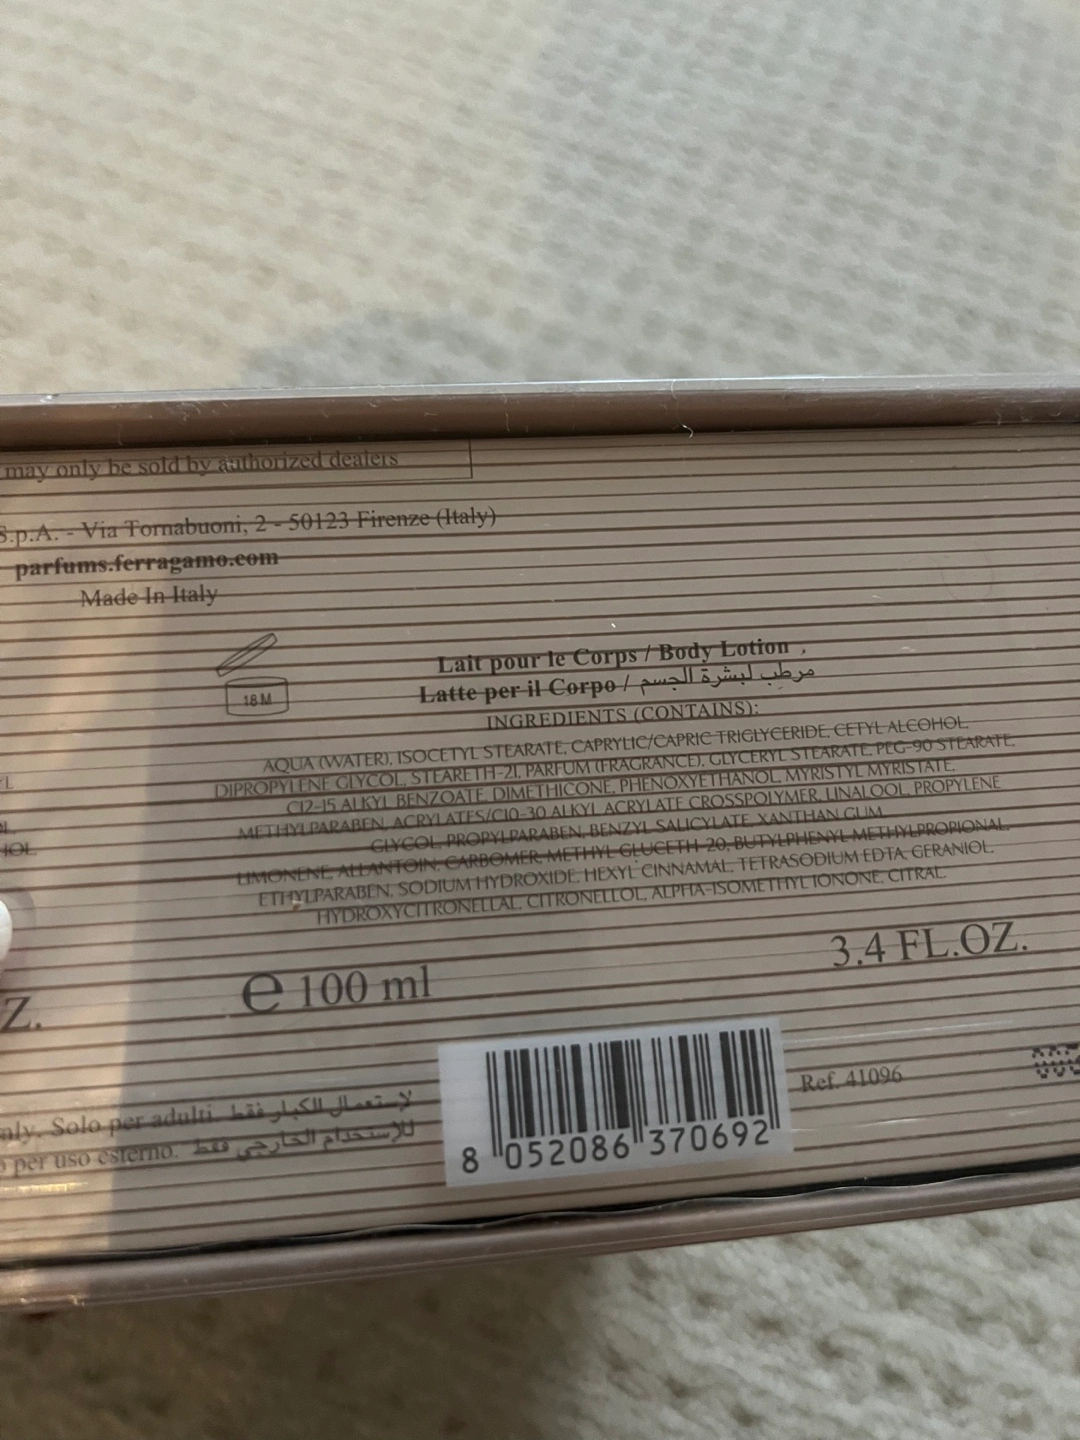 may only be sold by authorized dealers
S.p.A. - Via Tornabuoni, 2 - 50123 Firenze (Italy)
parfums.ferragamo.com
Made In Italy
18 M
Lait pour le Corps / Body Lotion
Latte per il Corpo / مرطب لبشرة الجسم
INGREDIENTS (CONTAINS):
AQUA (WATER), ISOCETYL STEARATE, CAPRYLIC/CAPRIC TRIGLYCERIDE, CETYL ALCOHOL,
DIPROPYLENE GLYCOL, STEARETH-21, PARFUM (FRAGRANCE), GLYCERYL STEARATE, PEG-90 STEARATE,
C12-15 ALKYL BENZOATE, DIMETHICONE, PHENOXYETHANOL, MYRISTYL MYRISTATE,
METHYLPARABEN, ACRYLATES/C10-30 ALKYL ACRYLATE CROSSPOLYMER, LINALOOL, PROPYLENE
GLYCOL, PROPYLPARABEN, BENZYL SALICYLATE, XANTHAN GUM,
LIMONENE, ALLANTOIN, CARBOMER, METHYL GLUCETH-20, BUTYLPHENYL METHYLPROPIONAL,
ETHYLPARABEN, SODIUM HYDROXIDE, HEXYL CINNAMAL, TETRASODIUM EDTA, GERANIOL,
HYDROXYCITRONELLAL, CITRONELLOL, ALPHA-ISOMETHYL IONONE, CITRAL.
HOL,
Z.
e 100 ml
3.4 FL.OZ.
Ref. 41096
Solo per adulti. لإستعمال الكبار فقط
per uso esterno. للإستخدام الخارجي فقط
8 052086 370692